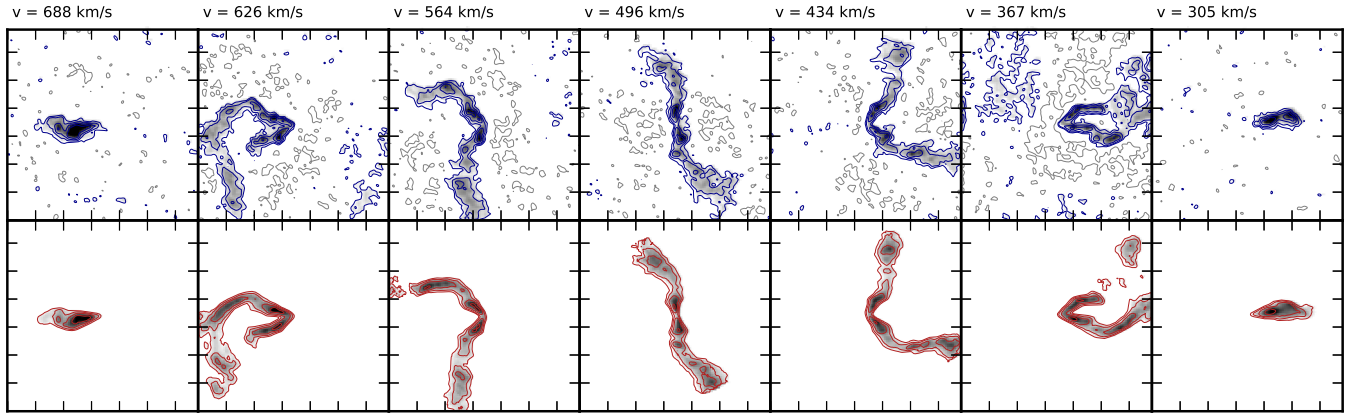 v = 688 km/s v = 626 km/s v = 564 km/s v = 496 km/s v = 434 km/s v = 367 km/s v = 305 km/s